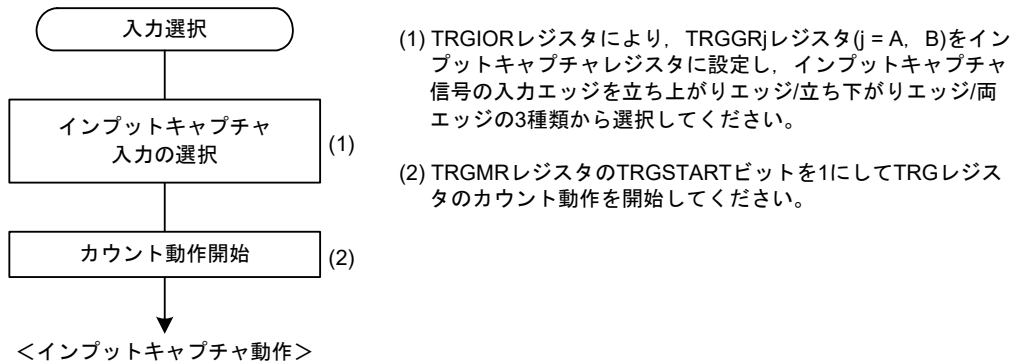 入力選択
インプットキャプチャ
入力の選択
(1)
カウント動作開始
(2)
＜インプットキャプチャ動作＞
(1) TRGIORレジスタにより，TRGGRjレジスタ(j = A，B)をイン
プットキャプチャレジスタに設定し，インプットキャプチャ
信号の入力エッジを立ち上がりエッジ/立ち下がりエッジ/両
エッジの3種類から選択してください。
(2) TRGMRレジスタのTRGSTARTビットを1にしてTRGレジス
タのカウント動作を開始してください。